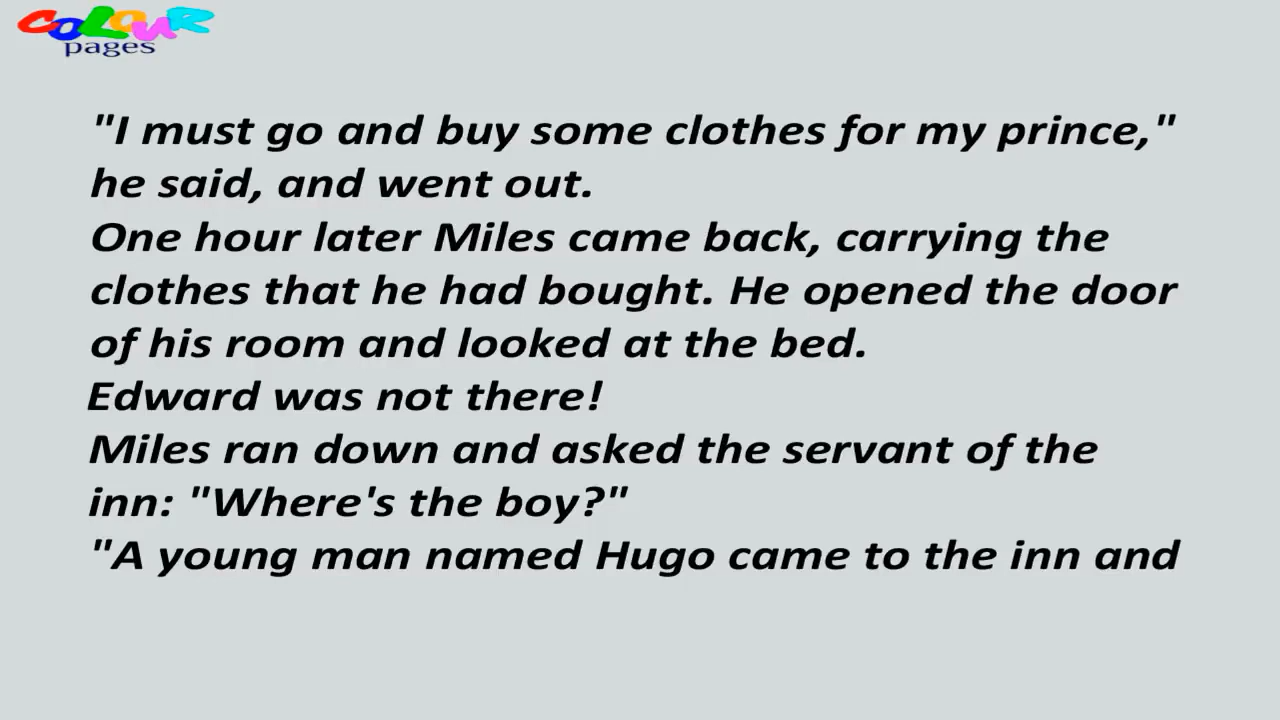 COLOUR
pages
"I must go and buy some clothes for my prince,"
he said, and went out.
One hour later Miles came back, carrying the
clothes that he had bought. He opened the door
of his room and looked at the bed.
Edward was not there!
Miles ran down and asked the servant of the
inn: "Where's the boy?"
"A young man named Hugo came to the inn and